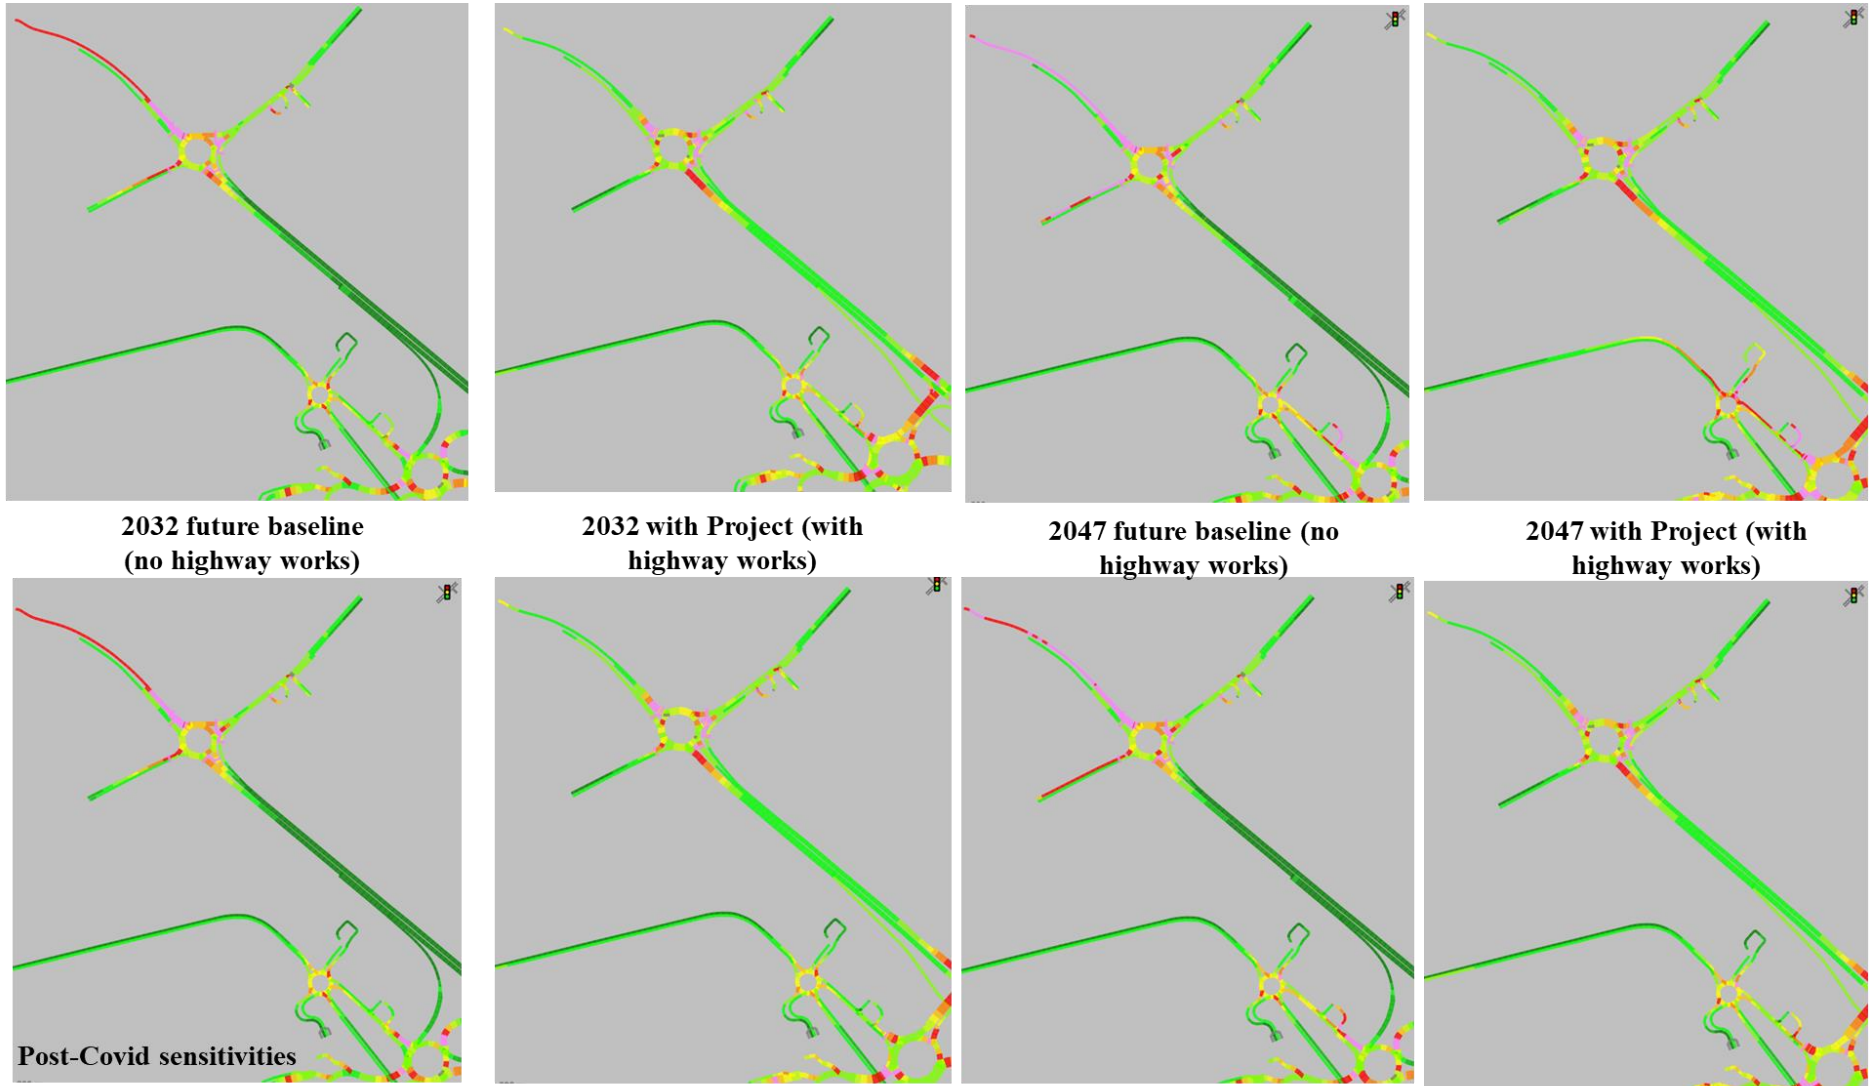 2032 future baseline
(no highway works)
2032 with Project (with
highway works)
2047 future baseline (no
highway works)
2047 with Project (with
highway works)
Post-Covid sensitivities